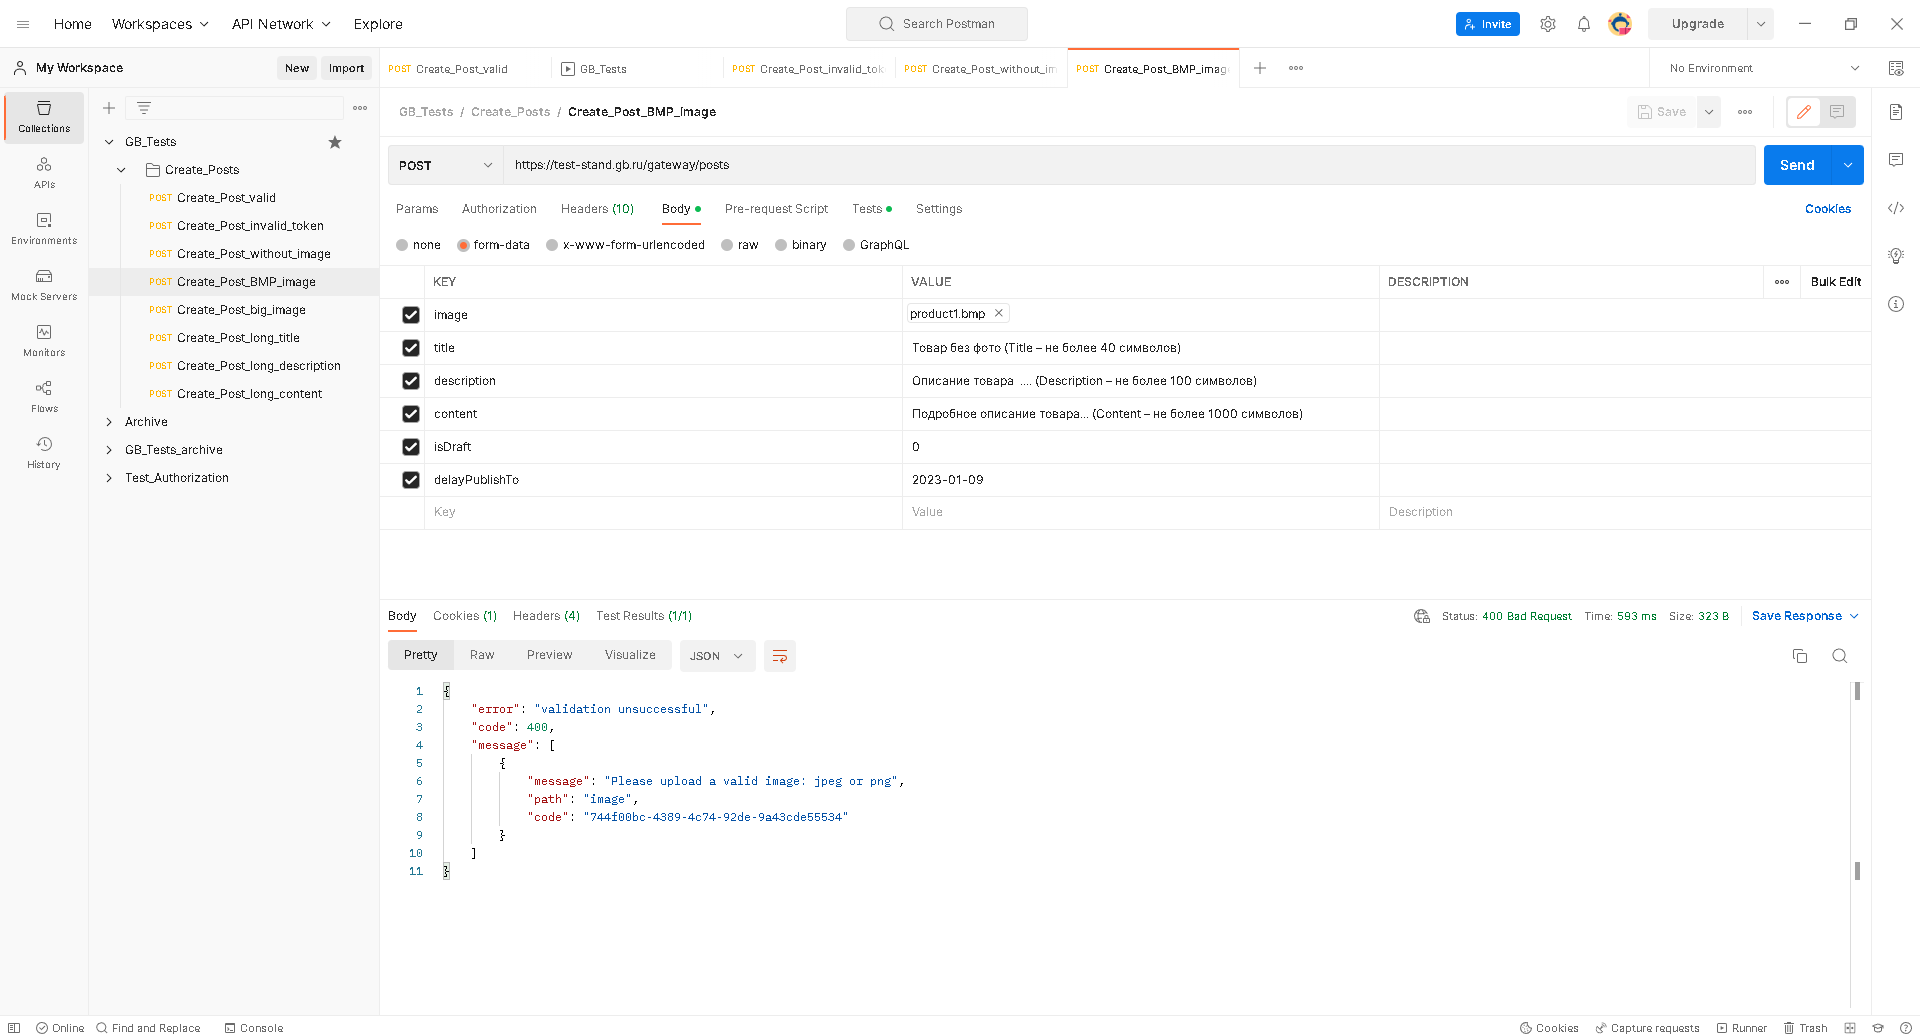 Home
Workspaces
API Network
Explore
Search Postman
Invite
Upgrade
My Workspace
New
Import
POST Create_Post_valid
GB_Tests
POST Create_Post_invalid_tok
POST Create_Post_without_im
POST Create_Post_BMP_imag
No Environment
Collections
APIs
Environments
Mock Servers
Monitors
Flows
History
GB_Tests
Create_Posts
POST Create_Post_valid
POST Create_Post_invalid_token
POST Create_Post_without_image
POST Create_Post_BMP_image
POST Create_Post_big_image
POST Create_Post_long_title
POST Create_Post_long_description
POST Create_Post_long_content
Archive
GB_Tests_archive
Test_Authorization
GB_Tests / Create_Posts / Create_Post_BMP_image
Save
POST
https://test-stand.gb.ru/gateway/posts
Send
Params
Authorization
Headers (10)
Body
Pre-request Script
Tests
Settings
Cookies
none
form-data
x-www-form-urlencoded
raw
binary
GraphQL
KEY VALUE DESCRIPTION Bulk Edit
image product1.bmp
title Товар без фото (Title – не более 40 символов)
description Описание товара .... (Description – не более 100 символов)
content Подробное описание товара... (Content – не более 1000 символов)
isDraft 0
delayPublishTo 2023-01-09
Key Value Description
Body
Cookies (1)
Headers (4)
Test Results (1/1)
Status: 400 Bad Request
Time: 593 ms
Size: 323 B
Save Response
Pretty
Raw
Preview
Visualize
JSON
1 {
2 "error": "validation unsuccessful",
3 "code": 400,
4 "message": [
5 {
6 "message": "Please upload a valid image: jpeg or png",
7 "path": "image",
8 "code": "744f00bc-4389-4c74-92de-9a43cde55534"
9 }
10 ]
11 }
Online
Find and Replace
Console
Cookies
Capture requests
Runner
Trash